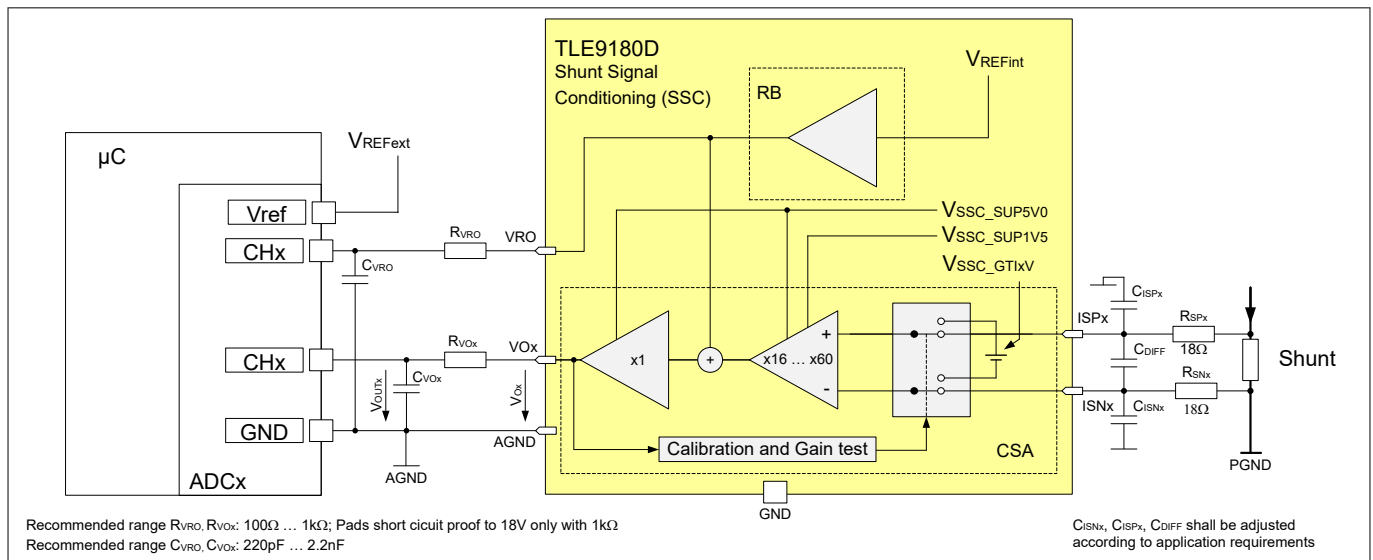 TLE9180D
Shunt Signal
Conditioning (SSC)
RB
VREFint
µC
VREFext
Vref
CHx
RVRO
VRO
CVRO
VSSC_SUP5V0
VSSC_SUP1V5
VSSC_GTIxV
CISPx
ISPx
RSPx
18Ω
CHx
RVOx
VOx
x1
+
x16 ... x60
+
-
CDIFF
Shunt
RSNx
18Ω
VOUTx
CVOx
VOx
ISNx
CISNx
GND
AGND
Calibration and Gain test
CSA
ADCx
AGND
PGND
GND
Recommended range RVRO, RVOx: 100Ω ... 1kΩ; Pads short cicuit proof to 18V only with 1kΩ
Recommended range CVRO, CVOx: 220pF ... 2.2nF
CISNx, CISPx, CDIFF shall be adjusted
according to application requirements